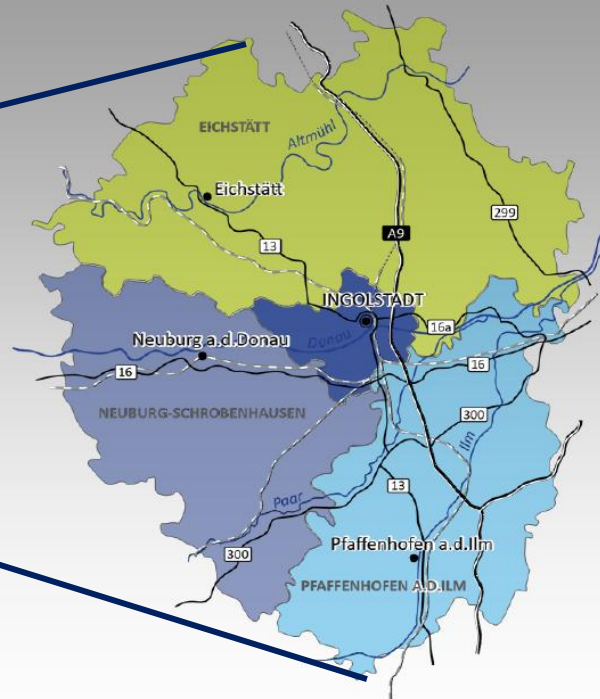 EICHSTÄTT
Altmühl
Eichstätt
299
A9
13
INGOLSTADT
16a
Donau
Neuburg a.d.Donau
16
16
NEUBURG-SCHROBENHAUSEN
300
Ilm
13
Paar
300
Pfaffenhofen a.d.Ilm
PFAFFENHOFEN A.D.ILM